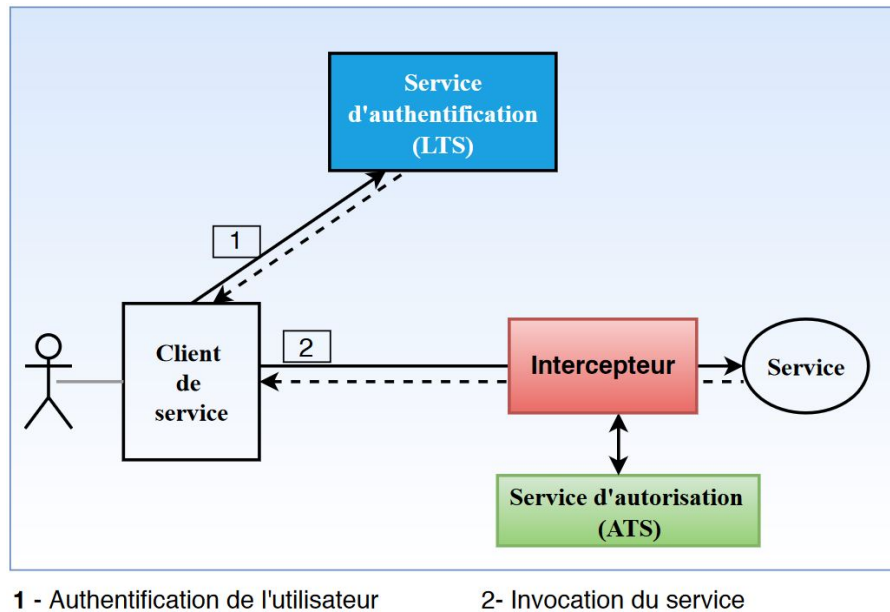 Service
d'authentification
(LTS)
1
Client
de
service
2
Intercepteur
Service
Service d'autorisation
(ATS)
1 - Authentification de l'utilisateur
2- Invocation du service